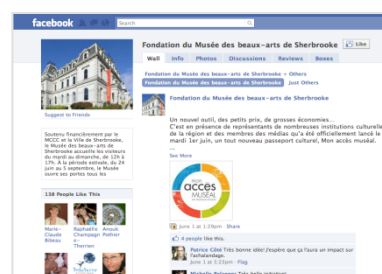 facebook
Search
Fondation du Musée des beaux-arts de Sherbrooke
Like
Wall Info Photos Discussions Reviews Boxes
Fondation du Musée des beaux-arts de Sherbrooke + Others
Fondation du Musée des beaux-arts de Sherbrooke Just Others
Fondation du Musée des beaux-arts de Sherbrooke
Un nouvel outil, des petits prix, de grosses économies...
C'est en présence de représentants de nombreuses institutions culturelle
de la région et des membres des médias qu'a été officiellement lancé le
mardi 1er juin, un tout nouveau passeport culturel, Mon accès muséal.
...
See More
mon
accès
MUSÉAL
June 1 at 1:29pm · Share
4 people like this.
Patrice Côté Très bonne idée! J'espère que ça l'aura un impact sur
l'achalandage.
June 1 at 3:23pm · Flag
Suggest to Friends
Soutenu financièrement par le
MCCC et la Ville de Sherbrooke,
le Musée des beaux-arts de
Sherbrooke accueille les visiteurs
du mardi au dimanche, de 12h à
17h. À la période estivale, du 24
juin au 5 septembre, le Musée
ouvre ses portes tous les
138 People Like This
Marie-
Claude
Bibeau
Raphaëlle
Champagn
e-
Therrien
Anouk
Pothier